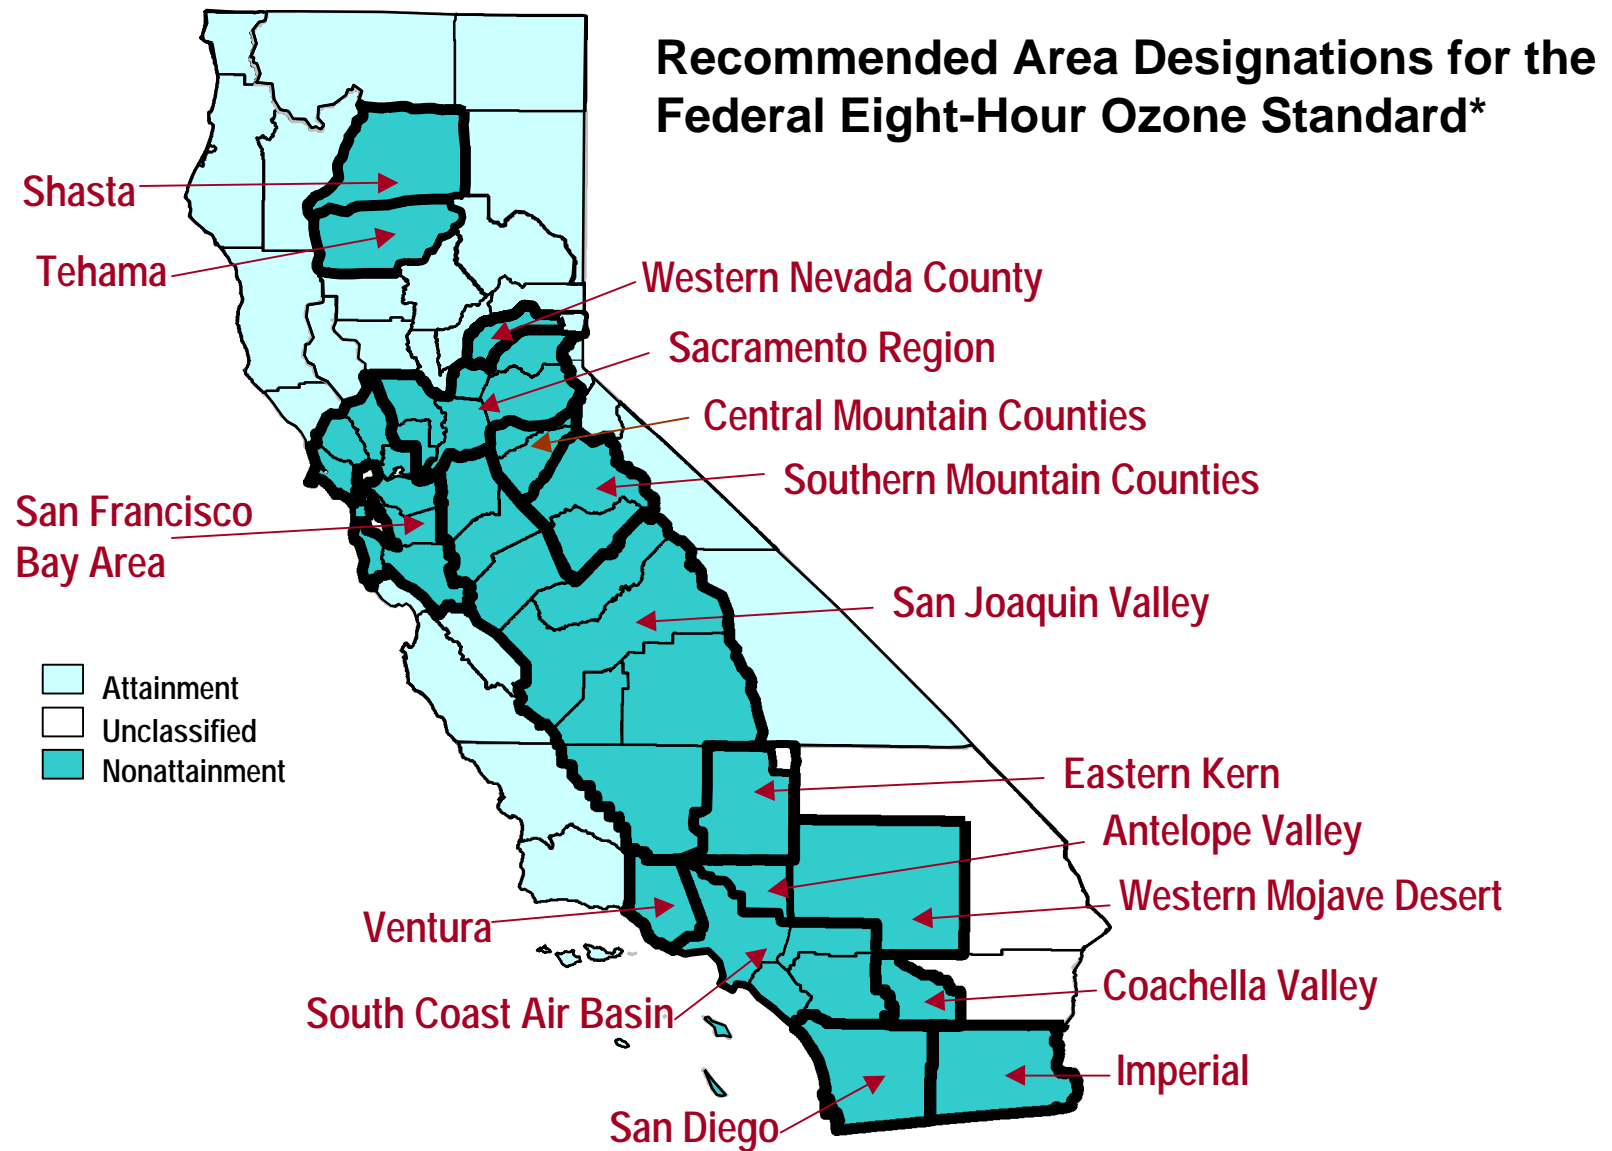 Recommended Area Designations for the
Federal Eight-Hour Ozone Standard*
Shasta
Tehama
Western Nevada County
Sacramento Region
Central Mountain Counties
Southern Mountain Counties
San Francisco
Bay Area
San Joaquin Valley
Attainment
Unclassified
Nonattainment
Eastern Kern
Antelope Valley
Western Mojave Desert
Ventura
Coachella Valley
South Coast Air Basin
Imperial
San Diego